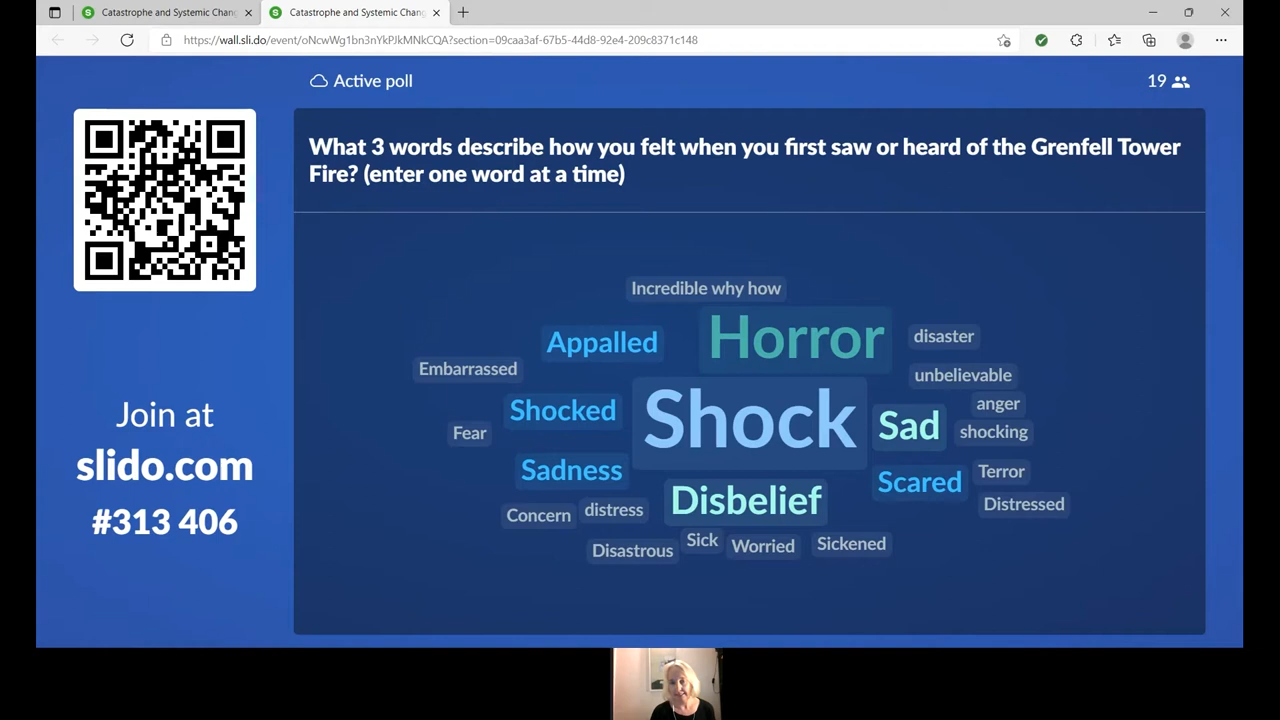 Catastrophe and Systemic Chang
Catastrophe and Systemic Chang
https://wall.sli.do/event/oNcwWg1bn3nYkPJkMNkCQA?section=09caa3af-67b5-44d8-92e4-209c8371c148
Active poll
19
What 3 words describe how you felt when you first saw or heard of the Grenfell Tower
Fire? (enter one word at a time)
Join at
slido.com
#313 406
Incredible why how
Horror
Appalled
disaster
Embarrassed
unbelievable
Shocked
Shock
anger
Sad
Fear
shocking
Sadness
Terror
Scared
Disbelief
Distressed
Concern
distress
Disastrous
Sick
Worried
Sickened